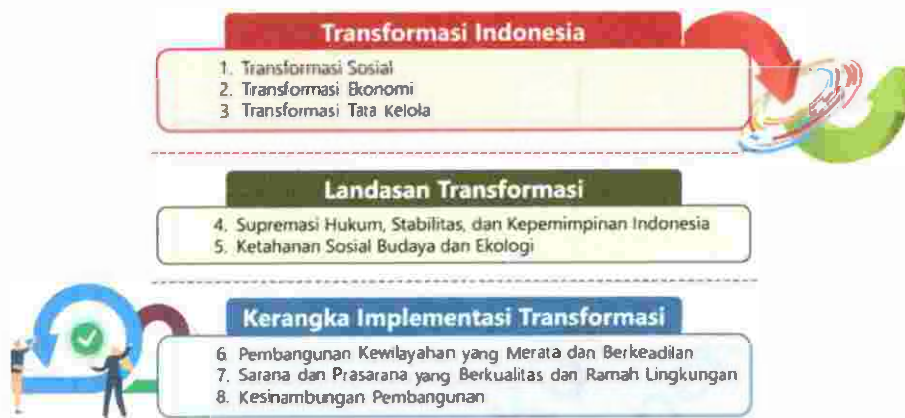 Transformasi Indonesia
1. Transformasi Sosial
2. Transformasi Ekonomi
3 Transformasi Tata Kelola
Landasan Transformasi
4. Supremasi Hukum, Stabilitas, dan Kepemimpinan Indonesia
5. Ketahanan Sosial Budaya dan Ekologi
Kerangka Implementasi Transformasi
6. Pembangunan Kewilayahan yang Merata dan Berkeadilan
7. Sarana dan Prasarana yang Berkualitas dan Ramah Lingkungan
8. Kesinambungan Pembangunan